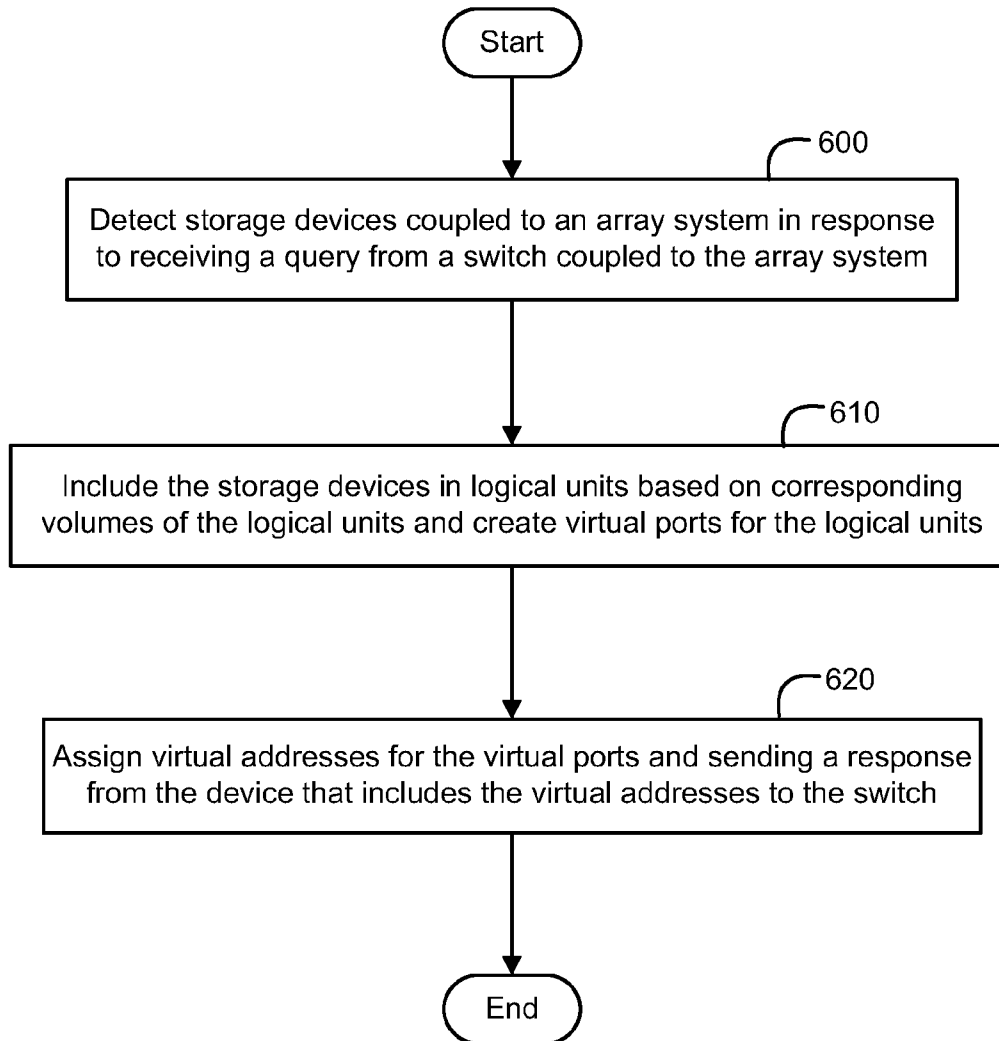 Start
600
Detect storage devices coupled to an array system in response
to receiving a query from a switch coupled to the array system
610
Include the storage devices in logical units based on corresponding
volumes of the logical units and create virtual ports for the logical units
620
Assign virtual addresses for the virtual ports and sending a response
from the device that includes the virtual addresses to the switch
End